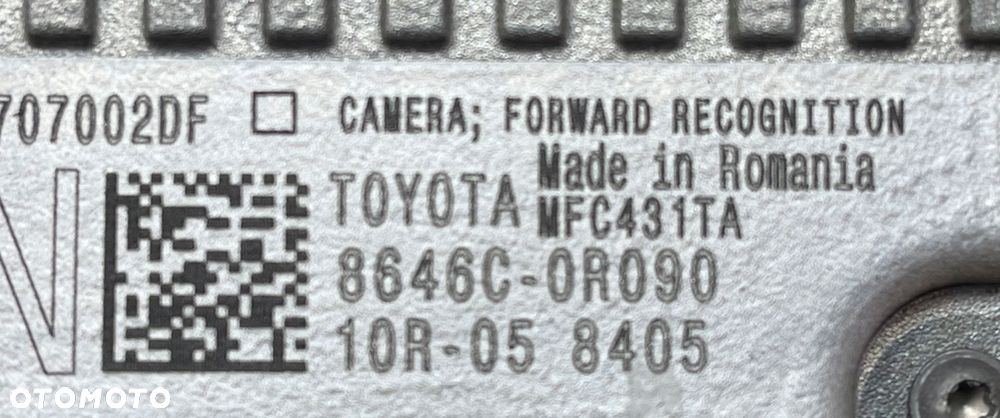 707002DF CAMERA; FORWARD RECOGNITION
Made in Romania
TOYOTA MFC431TA
8646C-0R090
10R-05 8405
OTOMOTO